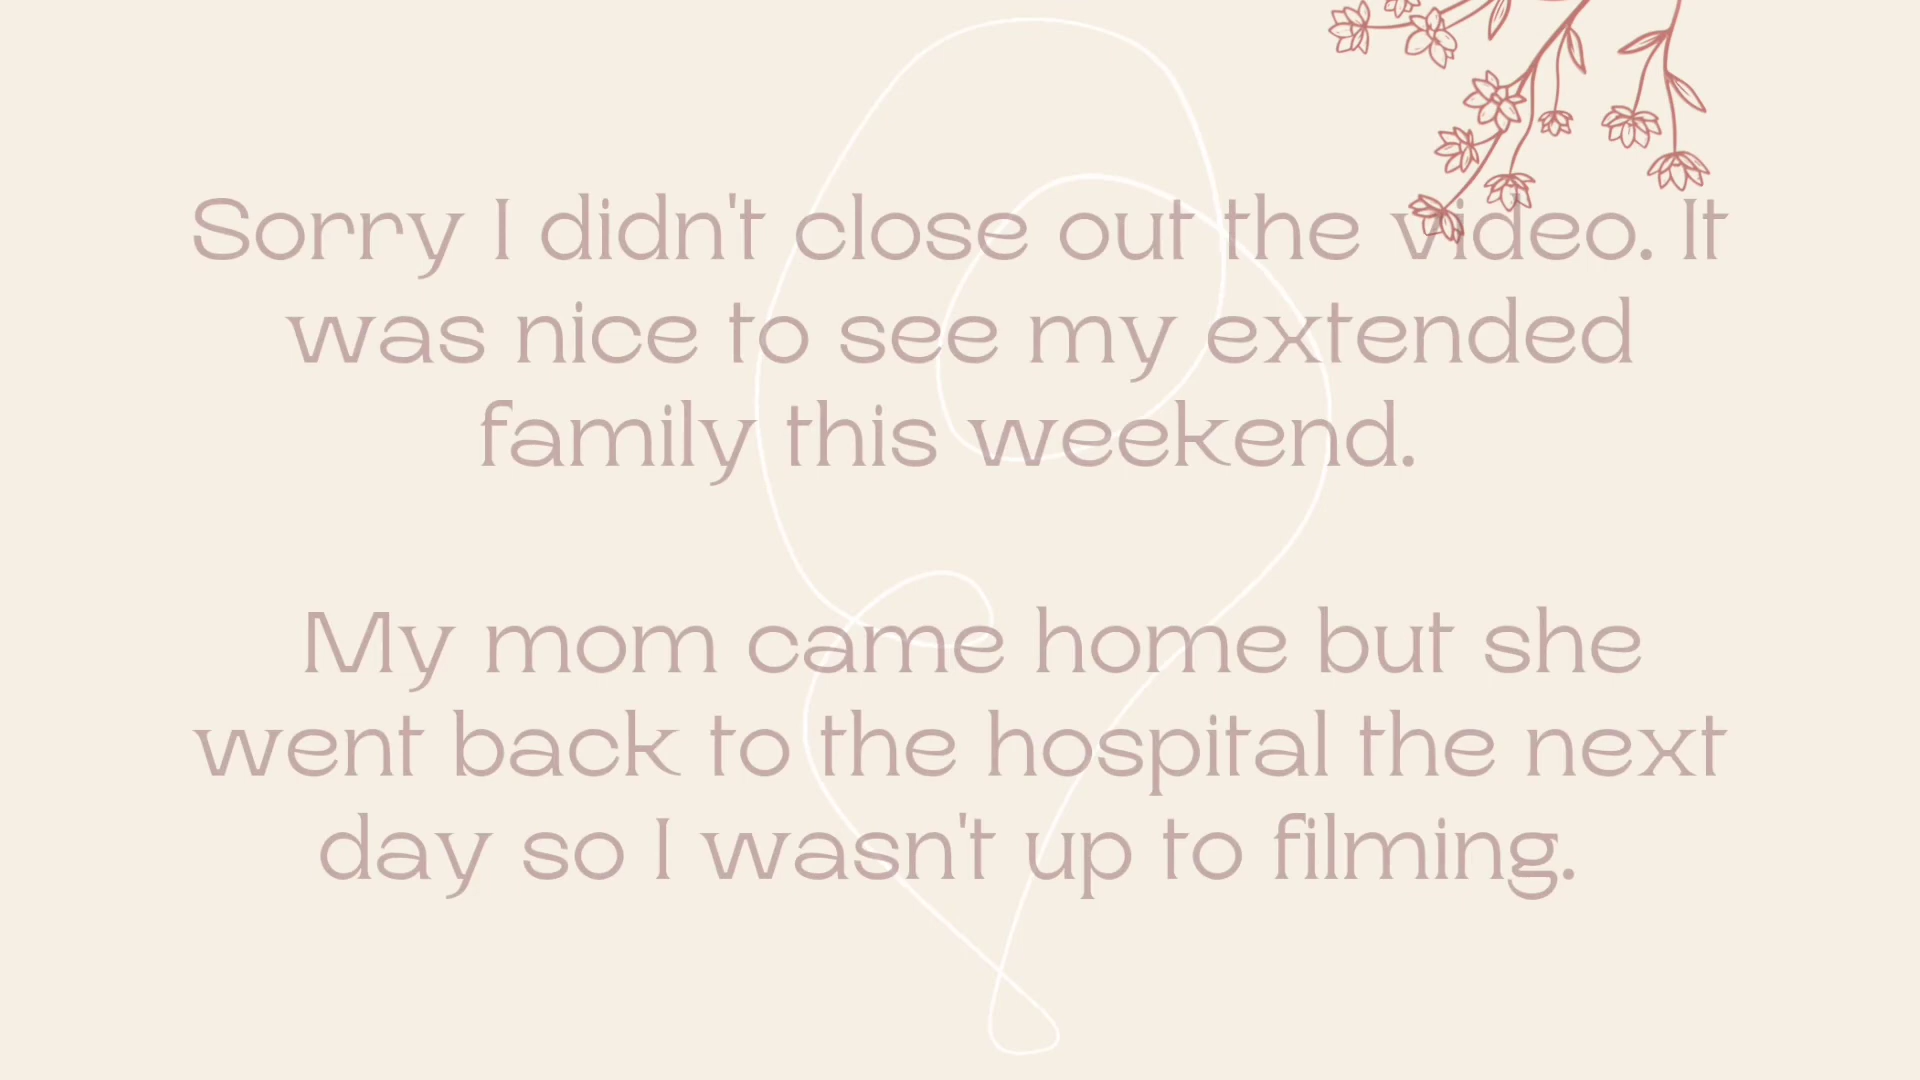 Sorry I didn't close out the video. It
was nice to see my extended
family this weekend.
My mom came home but she
went back to the hospital the next
day so I wasn't up to filming.